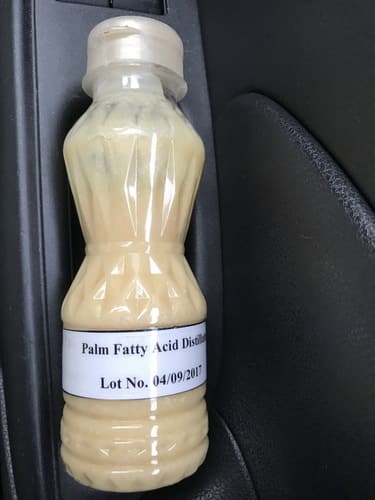 Palm Fatty Acid Distilla
Lot No. 04/09/2017